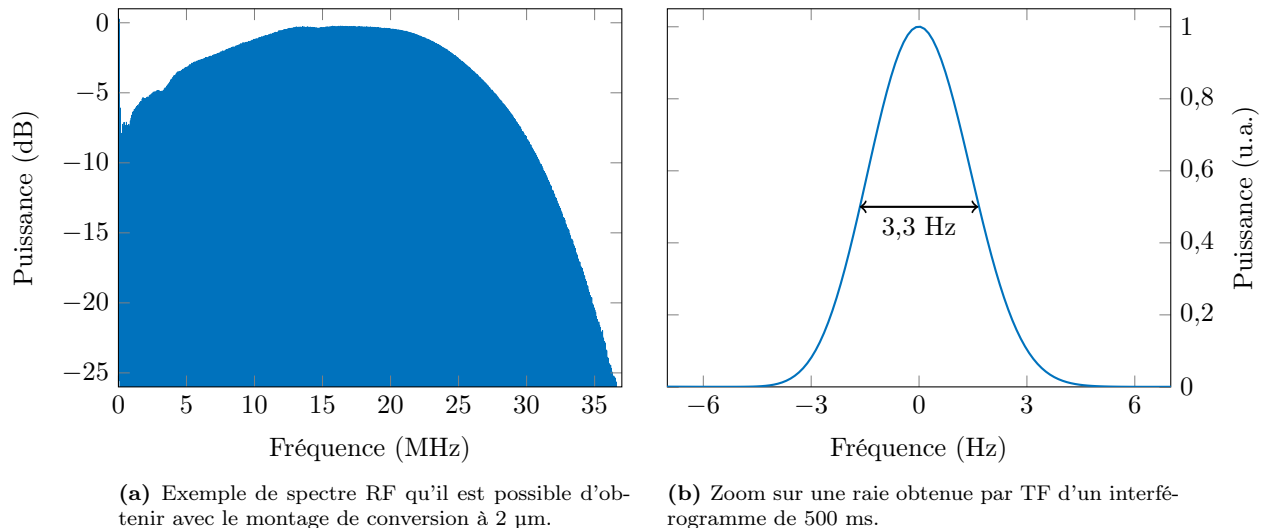 0
−5
−10
−15
−20
−25
Puissance (dB)
0
5
10
15
20
25
30
35
Fréquence (MHz)
(a) Exemple de spectre RF qu'il est possible d'ob-
tenir avec le montage de conversion à 2 µm.
3,3 Hz
−6
−3
0
3
6
Fréquence (Hz)
1
0,8
0,6
0,4
0,2
0
Puissance (u.a.)
(b) Zoom sur une raie obtenue par TF d'un interfé-
rogramme de 500 ms.